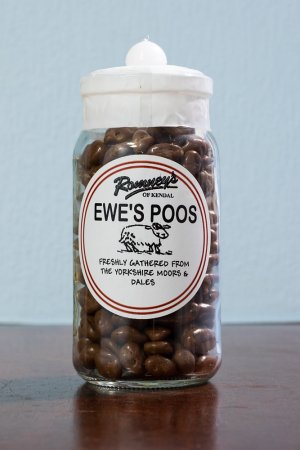 Romney's
OF KENDAL
EWE'S POOS
FRESHLY GATHERED FROM
THE YORKSHIRE MOORS &
DALES